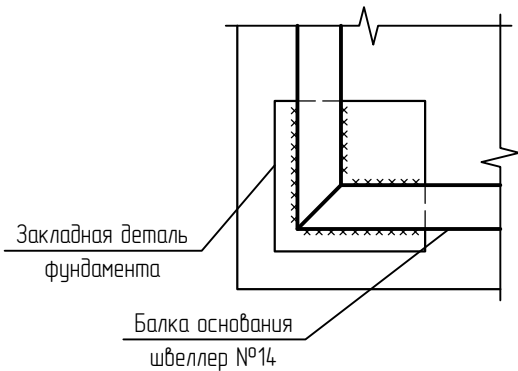 Закладная деталь
фундамента
Балка основания
швеллер №14